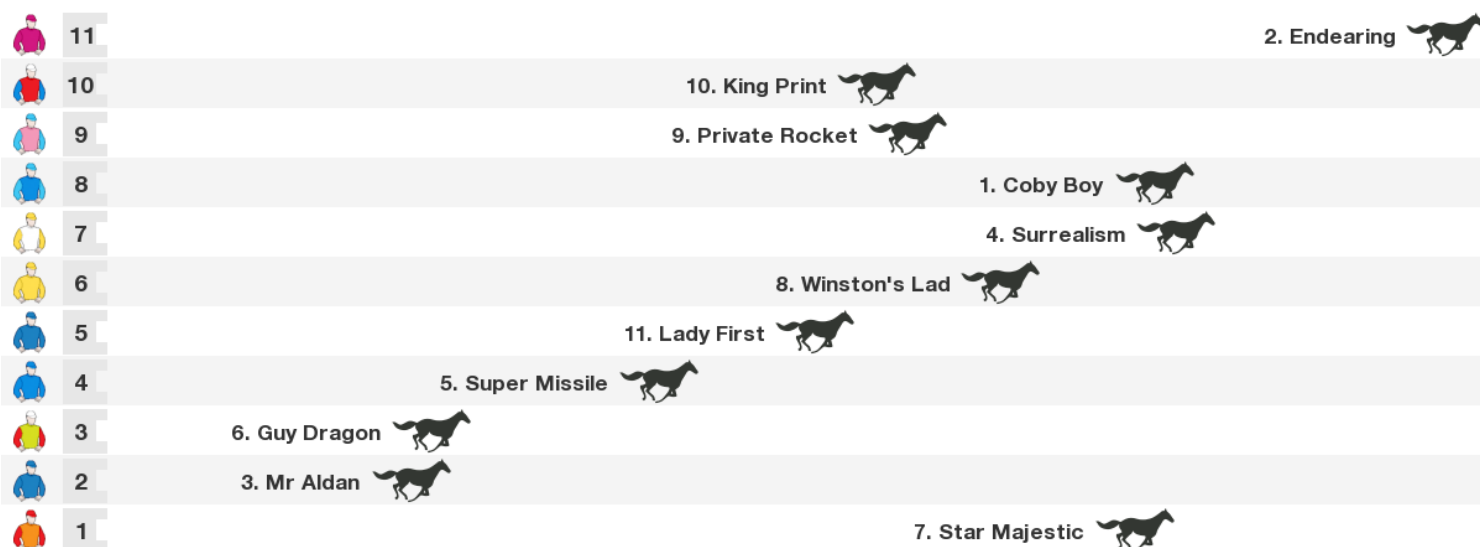 11 2. Endearing
10 10. King Print
9 9. Private Rocket
8 1. Coby Boy
7 4. Surrealism
6 8. Winston's Lad
5 11. Lady First
4 5. Super Missile
3 6. Guy Dragon
2 3. Mr Aldan
1 7. Star Majestic